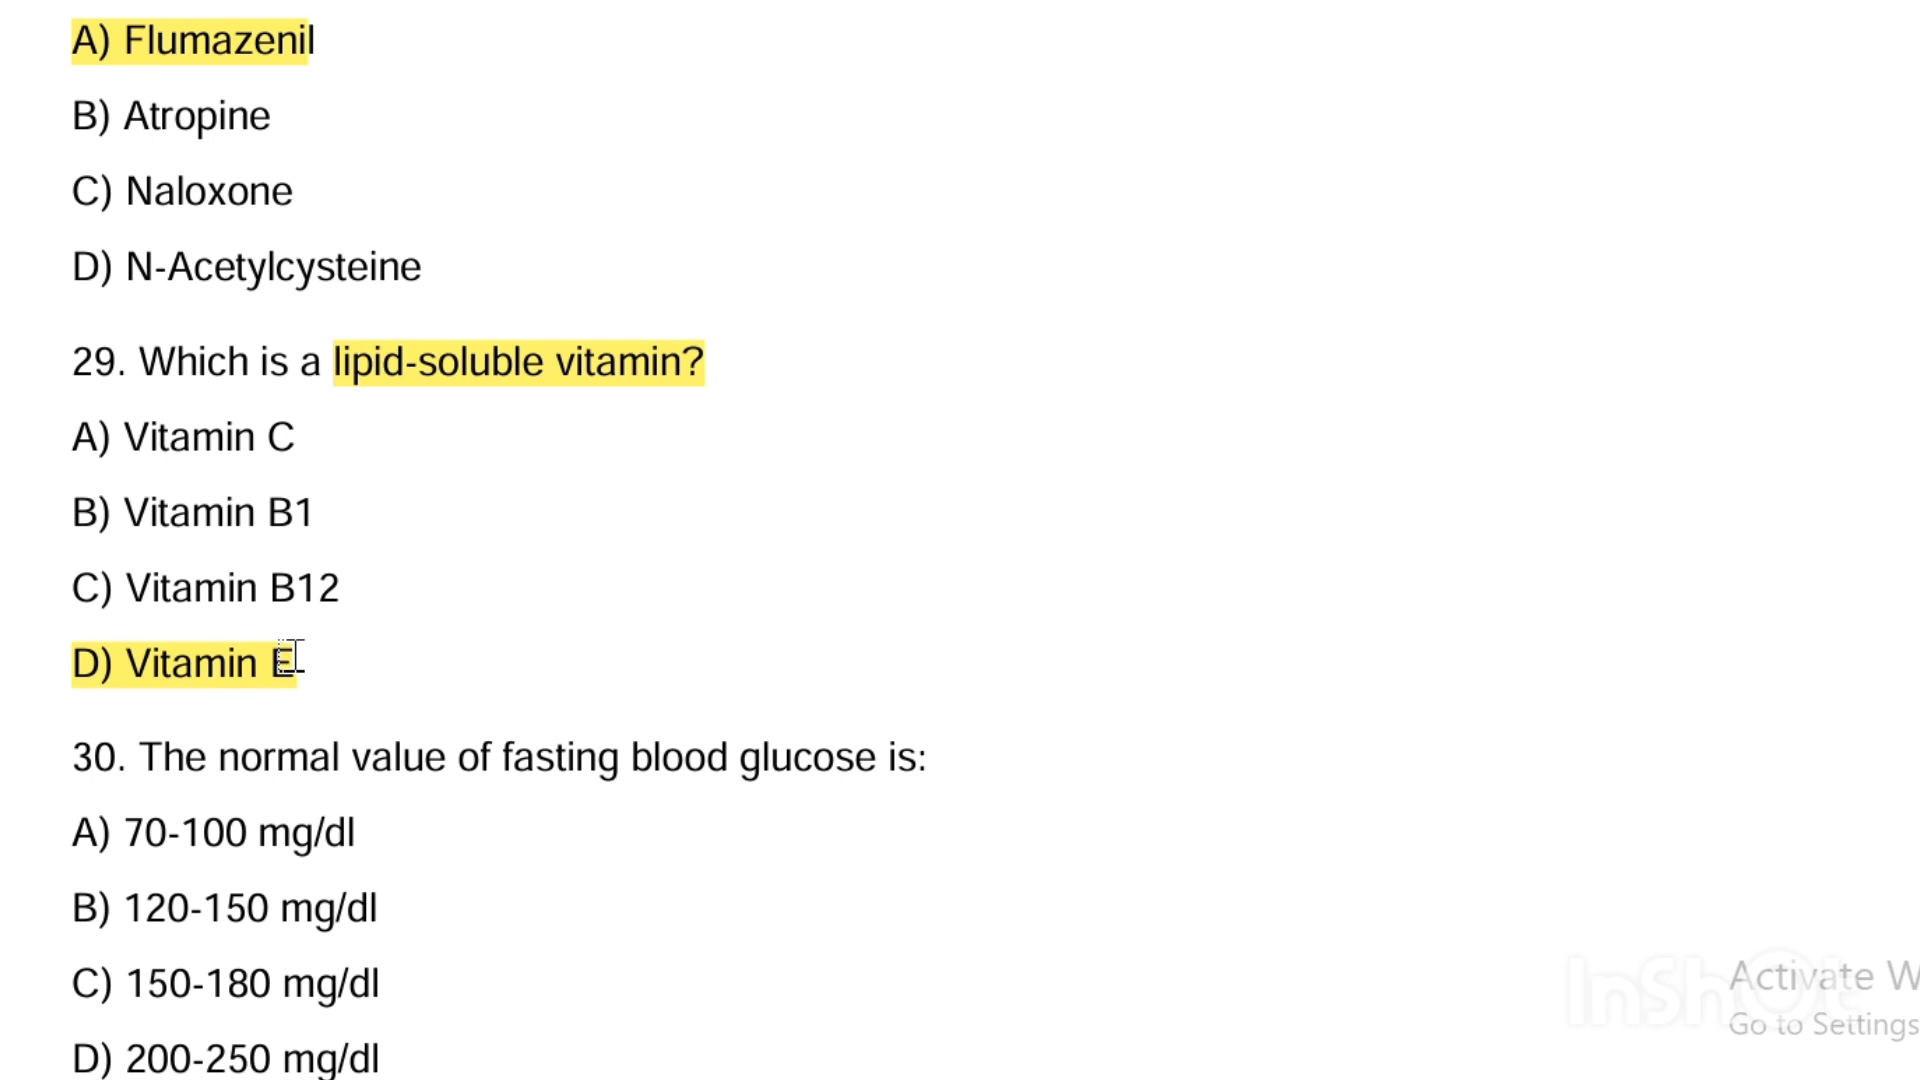 A) Flumazenil
B) Atropine
C) Naloxone
D) N-Acetylcysteine
29. Which is a lipid-soluble vitamin?
A) Vitamin C
B) Vitamin B1
C) Vitamin B12
D) Vitamin E
30. The normal value of fasting blood glucose is:
A) 70-100 mg/dl
B) 120-150 mg/dl
C) 150-180 mg/dl
D) 200-250 mg/dl
InShOt
Activate W
Go to Settings